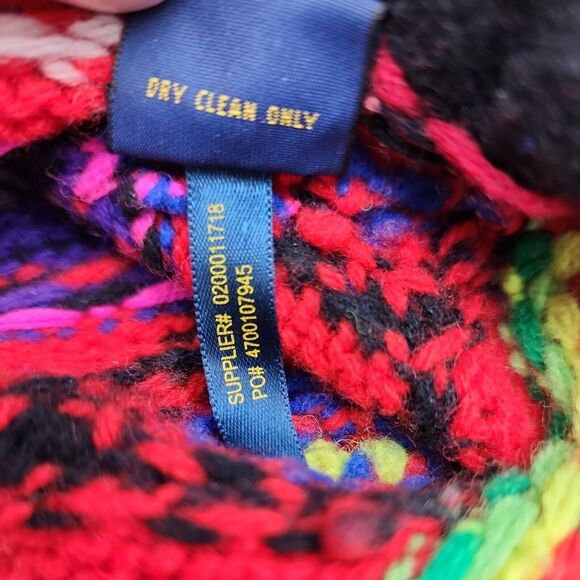 DRY CLEAN ONLY
SUPPLIER# 0200011718
PO# 4700107945